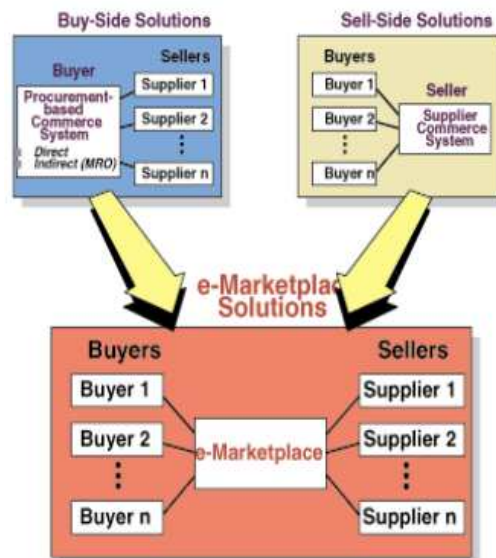 Buy-Side Solutions
Sellers
Buyer
Procurement-
based
Commerce
System
Direct
Indirect (MRO)
Supplier 1
Supplier 2
Supplier n
Sell-Side Solutions
Buyers
Buyer 1
Buyer 2
Buyer n
Seller
Supplier
Commerce
System
e-Marketplac
Solutions
Buyers
Buyer 1
Buyer 2
Buyer n
e-Marketplace
Sellers
Supplier 1
Supplier 2
Supplier n